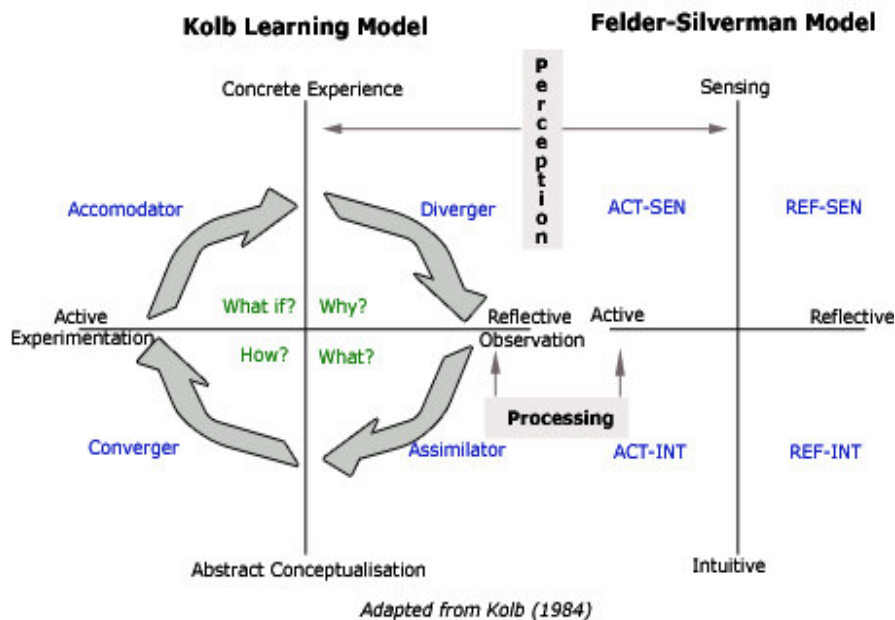 Kolb Learning Model
Felder-Silverman Model
Perception
Concrete Experience
Sensing
Accomodator
Diverger
ACT-SEN
REF-SEN
What if?
Why?
Active
Experimentation
Reflective
Observation
Active
Reflective
How?
What?
Processing
Converger
Assimilator
ACT-INT
REF-INT
Abstract Conceptualisation
Intuitive
Adapted from Kolb (1984)